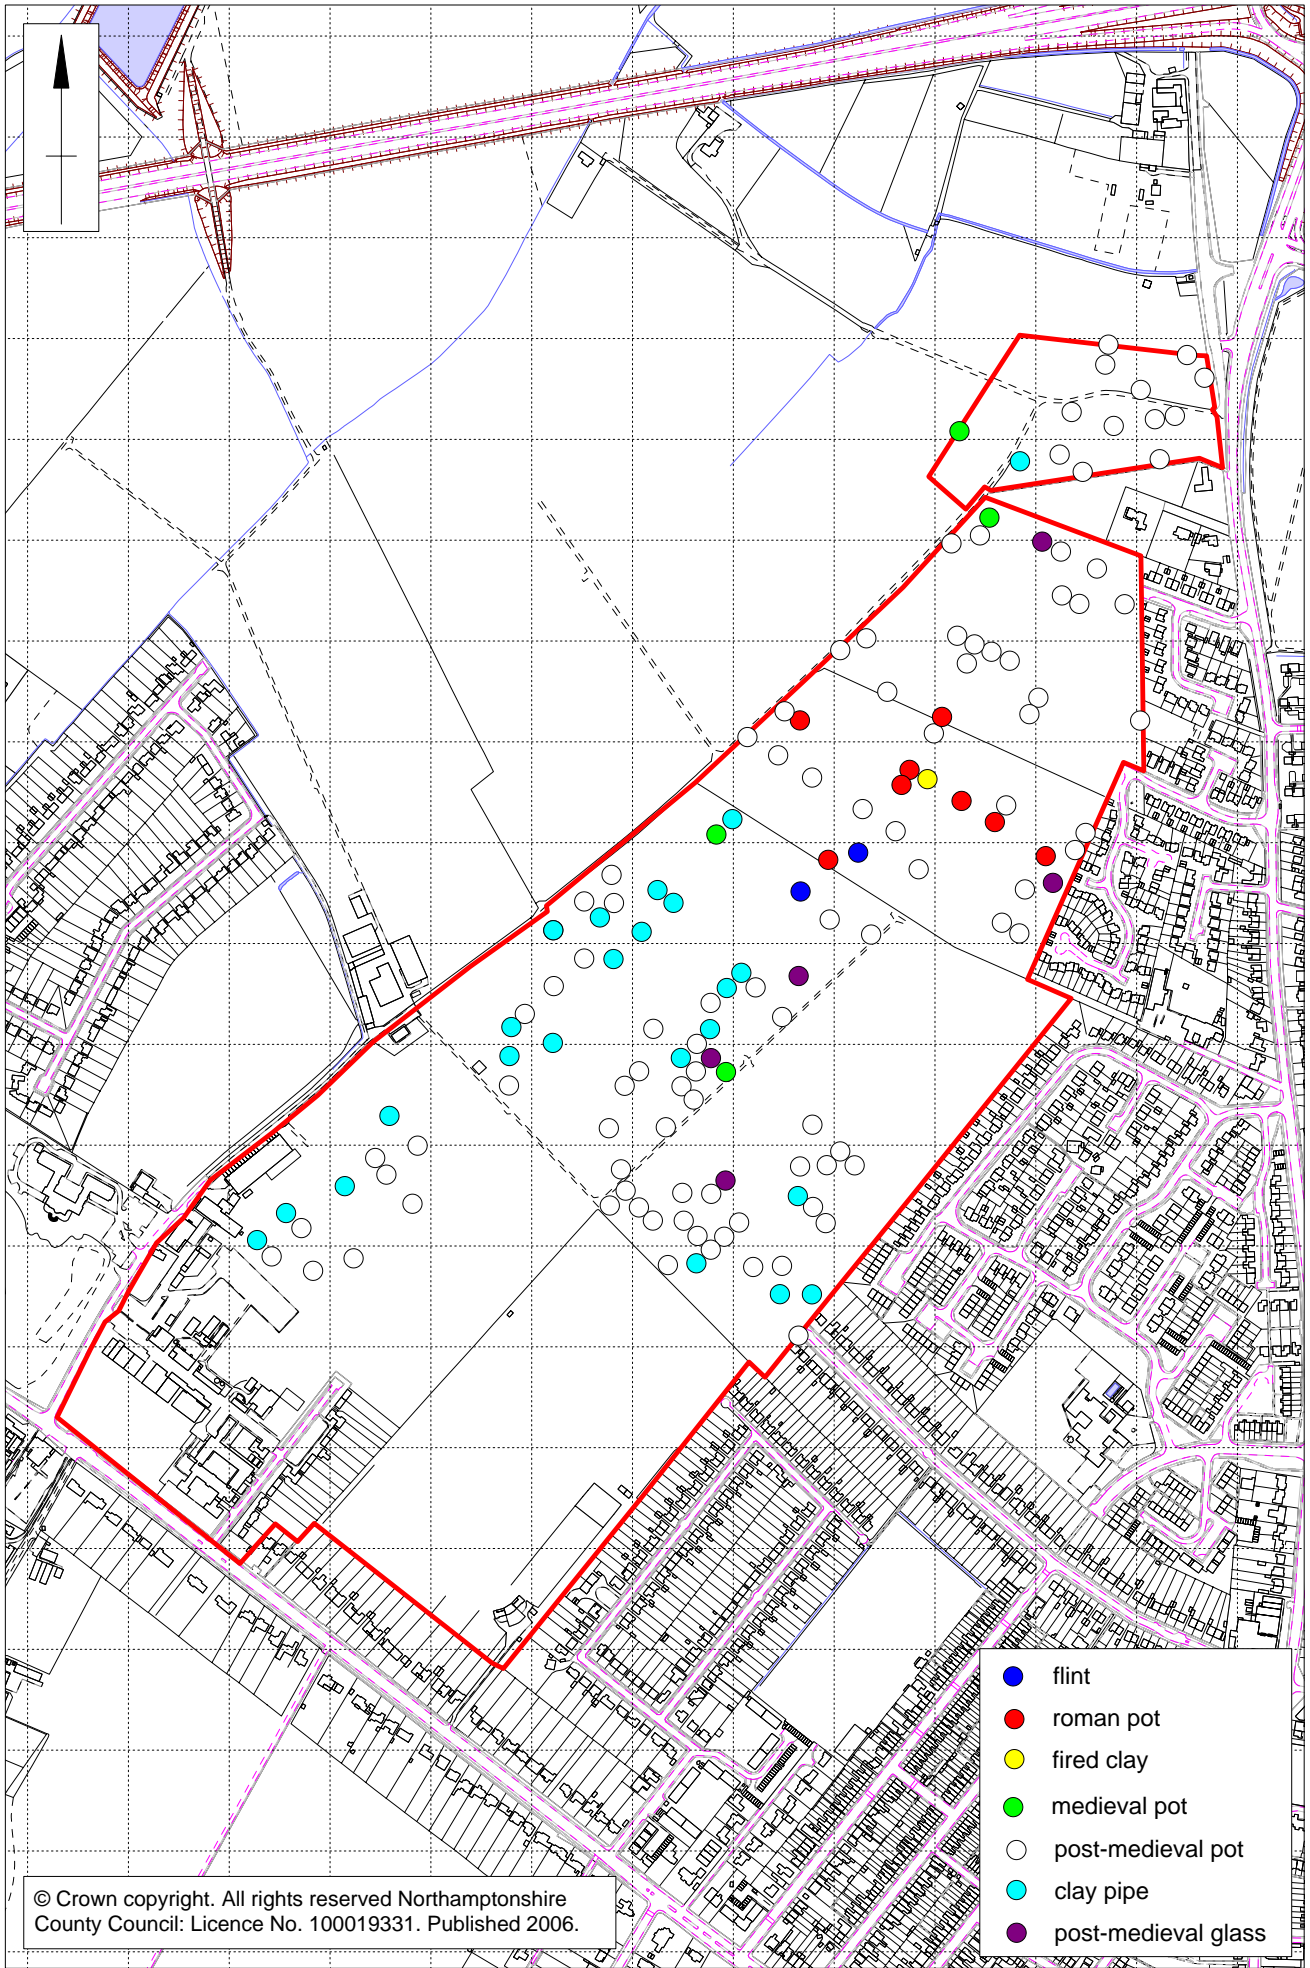 flint
roman pot
fired clay
medieval pot
post-medieval pot
clay pipe
post-medieval glass
© Crown copyright. All rights reserved Northamptonshire
County Council: Licence No. 100019331. Published 2006.